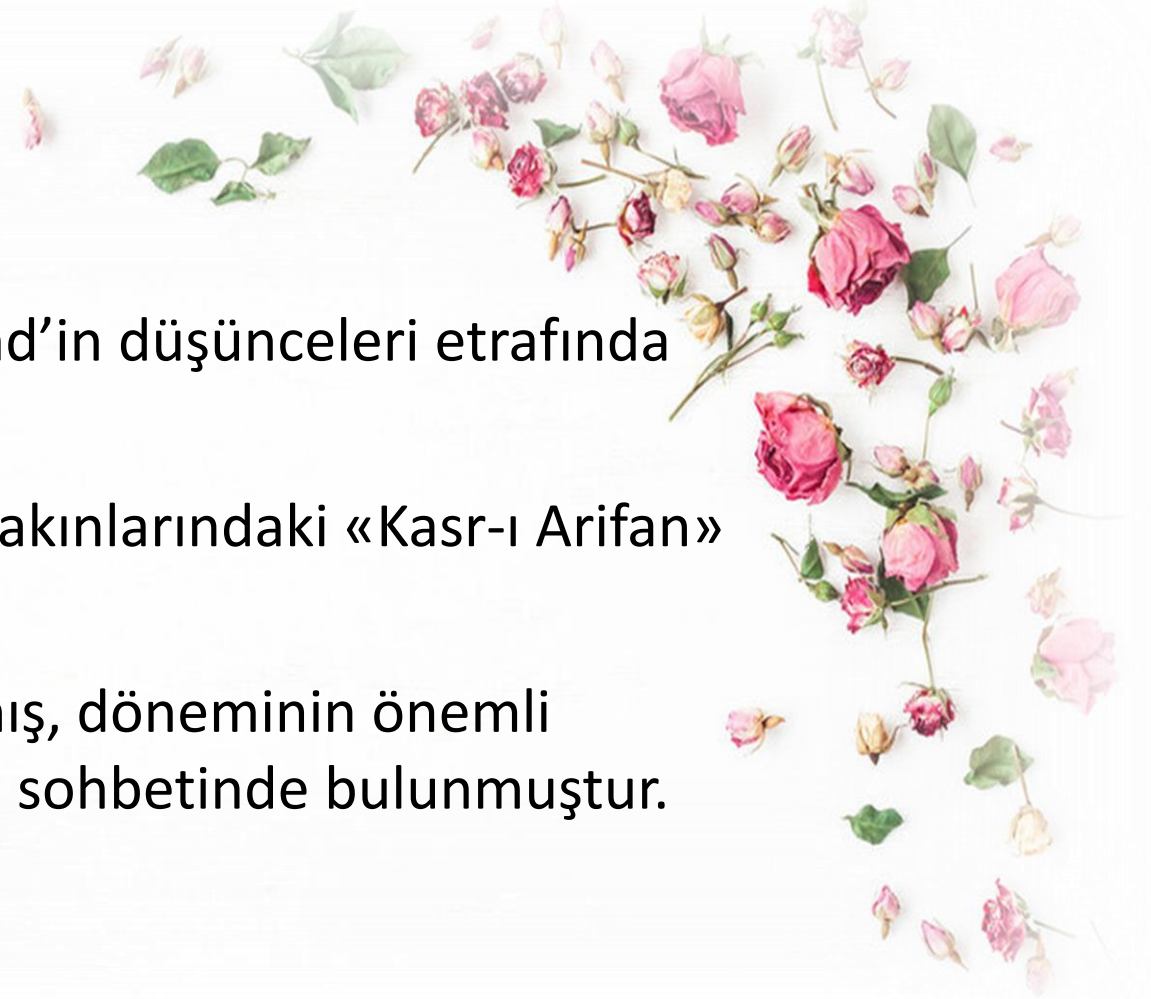 d’in düşünceleri etrafında
akınlarındaki «Kasr-ı Arifan»
ış, döneminin önemli
sohbetinde bulunmuştur.